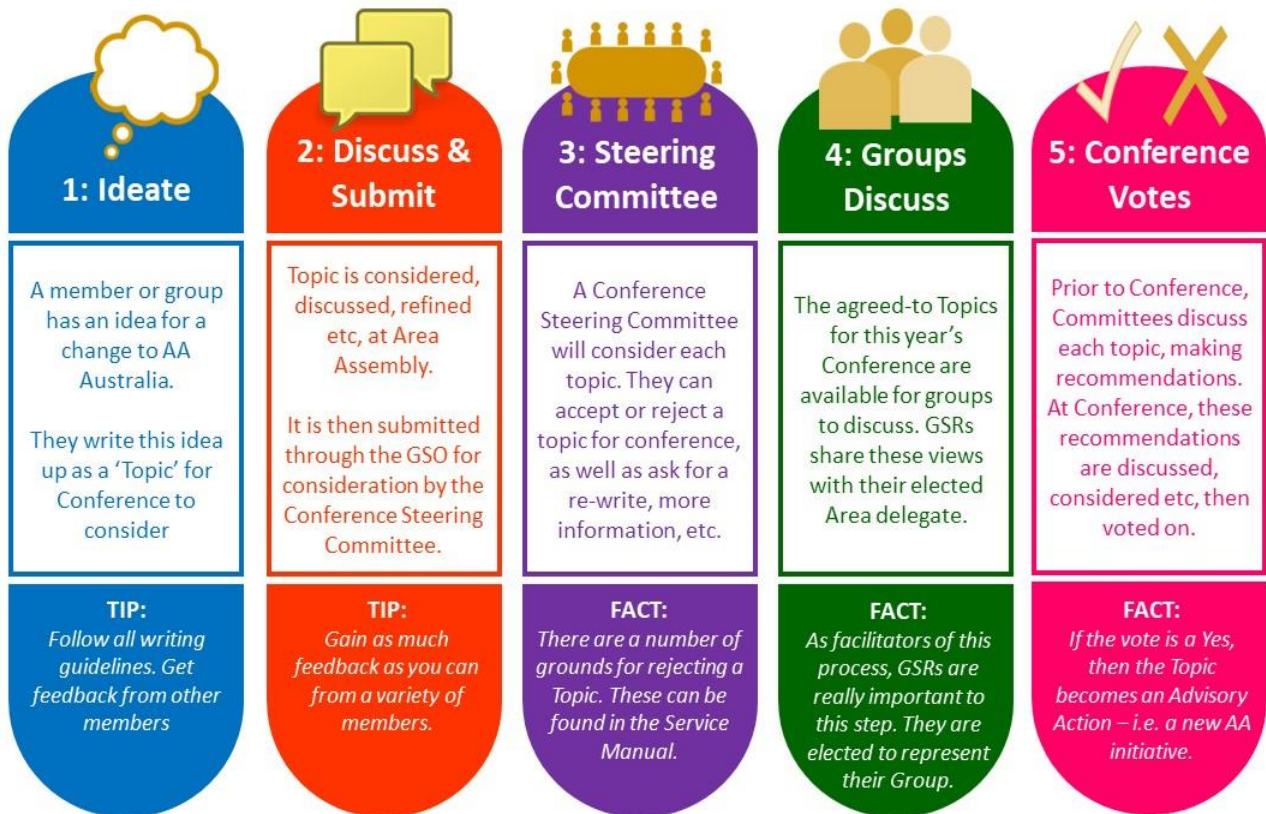 1: Ideate
A member or group
has an idea for a
change to AA
Australia.
They write this idea
up as a ‘Topic’ for
Conference to
consider
TIP:
Follow all writing
guidelines. Get
feedback from other
members
2: Discuss &
Submit
Topic is considered,
discussed, refined
etc, at Area
Assembly.
It is then submitted
through the GSO for
consideration by the
Conference Steering
Committee.
TIP:
Gain as much
feedback as you can
from a variety of
members.
3: Steering
Committee
A Conference
Steering Committee
will consider each
topic. They can
accept or reject a
topic for conference,
as well as ask for a
re-write, more
information, etc.
FACT:
There are a number of
grounds for rejecting a
Topic. These can be
found in the Service
Manual.
4: Groups
Discuss
The agreed-to Topics
for this year’s
Conference are
available for groups
to discuss. GSRs
share these views
with their elected
Area delegate.
FACT:
As facilitators of this
process, GSRs are
really important to
this step. They are
elected to represent
their Group.
5: Conference
Votes
Prior to Conference,
Committees discuss
each topic, making
recommendations.
At Conference, these
recommendations
are discussed,
considered etc, then
voted on.
FACT:
If the vote is a Yes,
then the Topic
becomes an Advisory
Action – i.e. a new AA
initiative.